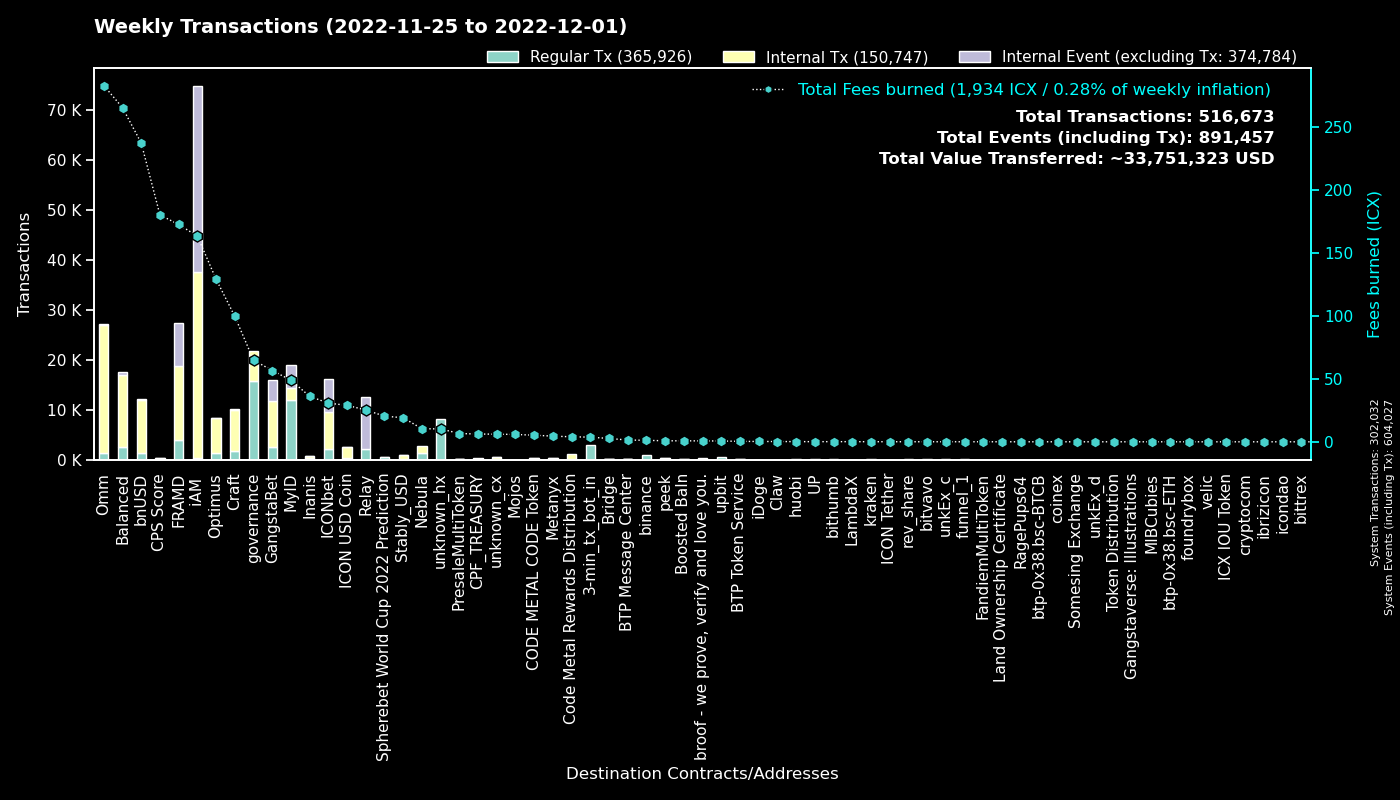 Weekly Transactions (2022-11-25 to 2022-12-01)
Regular Tx (365,926)
Internal Tx (150,747)
Internal Event (excluding Tx: 374,784)
Total Fees burned (1,934 ICX / 0.28% of weekly inflation)
Total Transactions: 516,673
Total Events (including Tx): 891,457
Total Value Transferred: ~33,751,323 USD
Transactions
70 K
60 K
50 K
40 K
30 K
20 K
10 K
0 K
250
200
150
100
50
0
Fees burned (ICX)
System Transactions: 302,032
System Events (including Tx): 604,027
Omm
Balanced
bnUSD
CPS Score
FRAMD
iAM
Optimus
Craft
governance
GangstaBet
MyID
Inanis
ICONbet
ICON USD Coin
Relay
Spherebet World Cup 2022 Prediction
Stably_USD
Nebula
unknown_hx
PresaleMultiToken
CPF_TREASURY
unknown_cx
Mojos
CODE METAL CODE Token
Metanyx
Code Metal Rewards Distribution
3-min_tx_bot_in
Bridge
BTP Message Center
binance
peek
Boosted Baln
broof - we prove, verify and love you.
upbit
BTP Token Service
iDoge
Claw
huobi
UP
bithumb
LambdaX
kraken
ICON Tether
rev_share
bitvavo
unkEx_c
funnel_1
FandiemMultiToken
Land Ownership Certificate
RagePups64
btp-0x38.bsc-BTCB
coinex
Somesing Exchange
unkEx_d
Token Distribution
Gangstaverse: Illustrations
MIBCubies
btp-0x38.bsc-ETH
foundrybox
velic
ICX IOU Token
cryptocom
ibrizicon
icondao
bittrex
Destination Contracts/Addresses